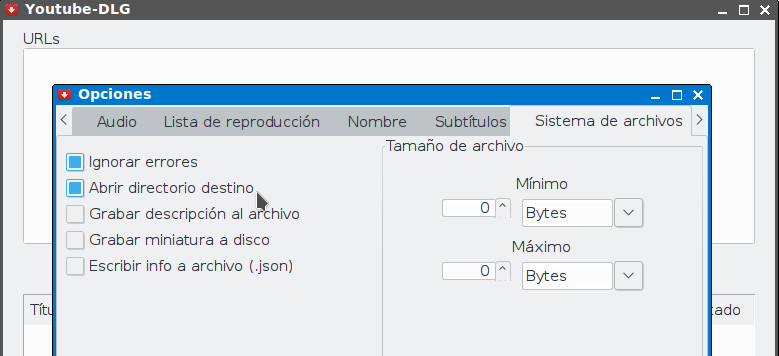 Youtube-DLG
URLs
Opciones
Audio Lista de reproducción Nombre Subtítulos Sistema de archivos
Ignorar errores
Abrir directorio destino
Grabar descripción al archivo
Grabar miniatura a disco
Escribir info a archivo (.json)
Tamaño de archivo
Mínimo
0 Bytes
Máximo
0 Bytes